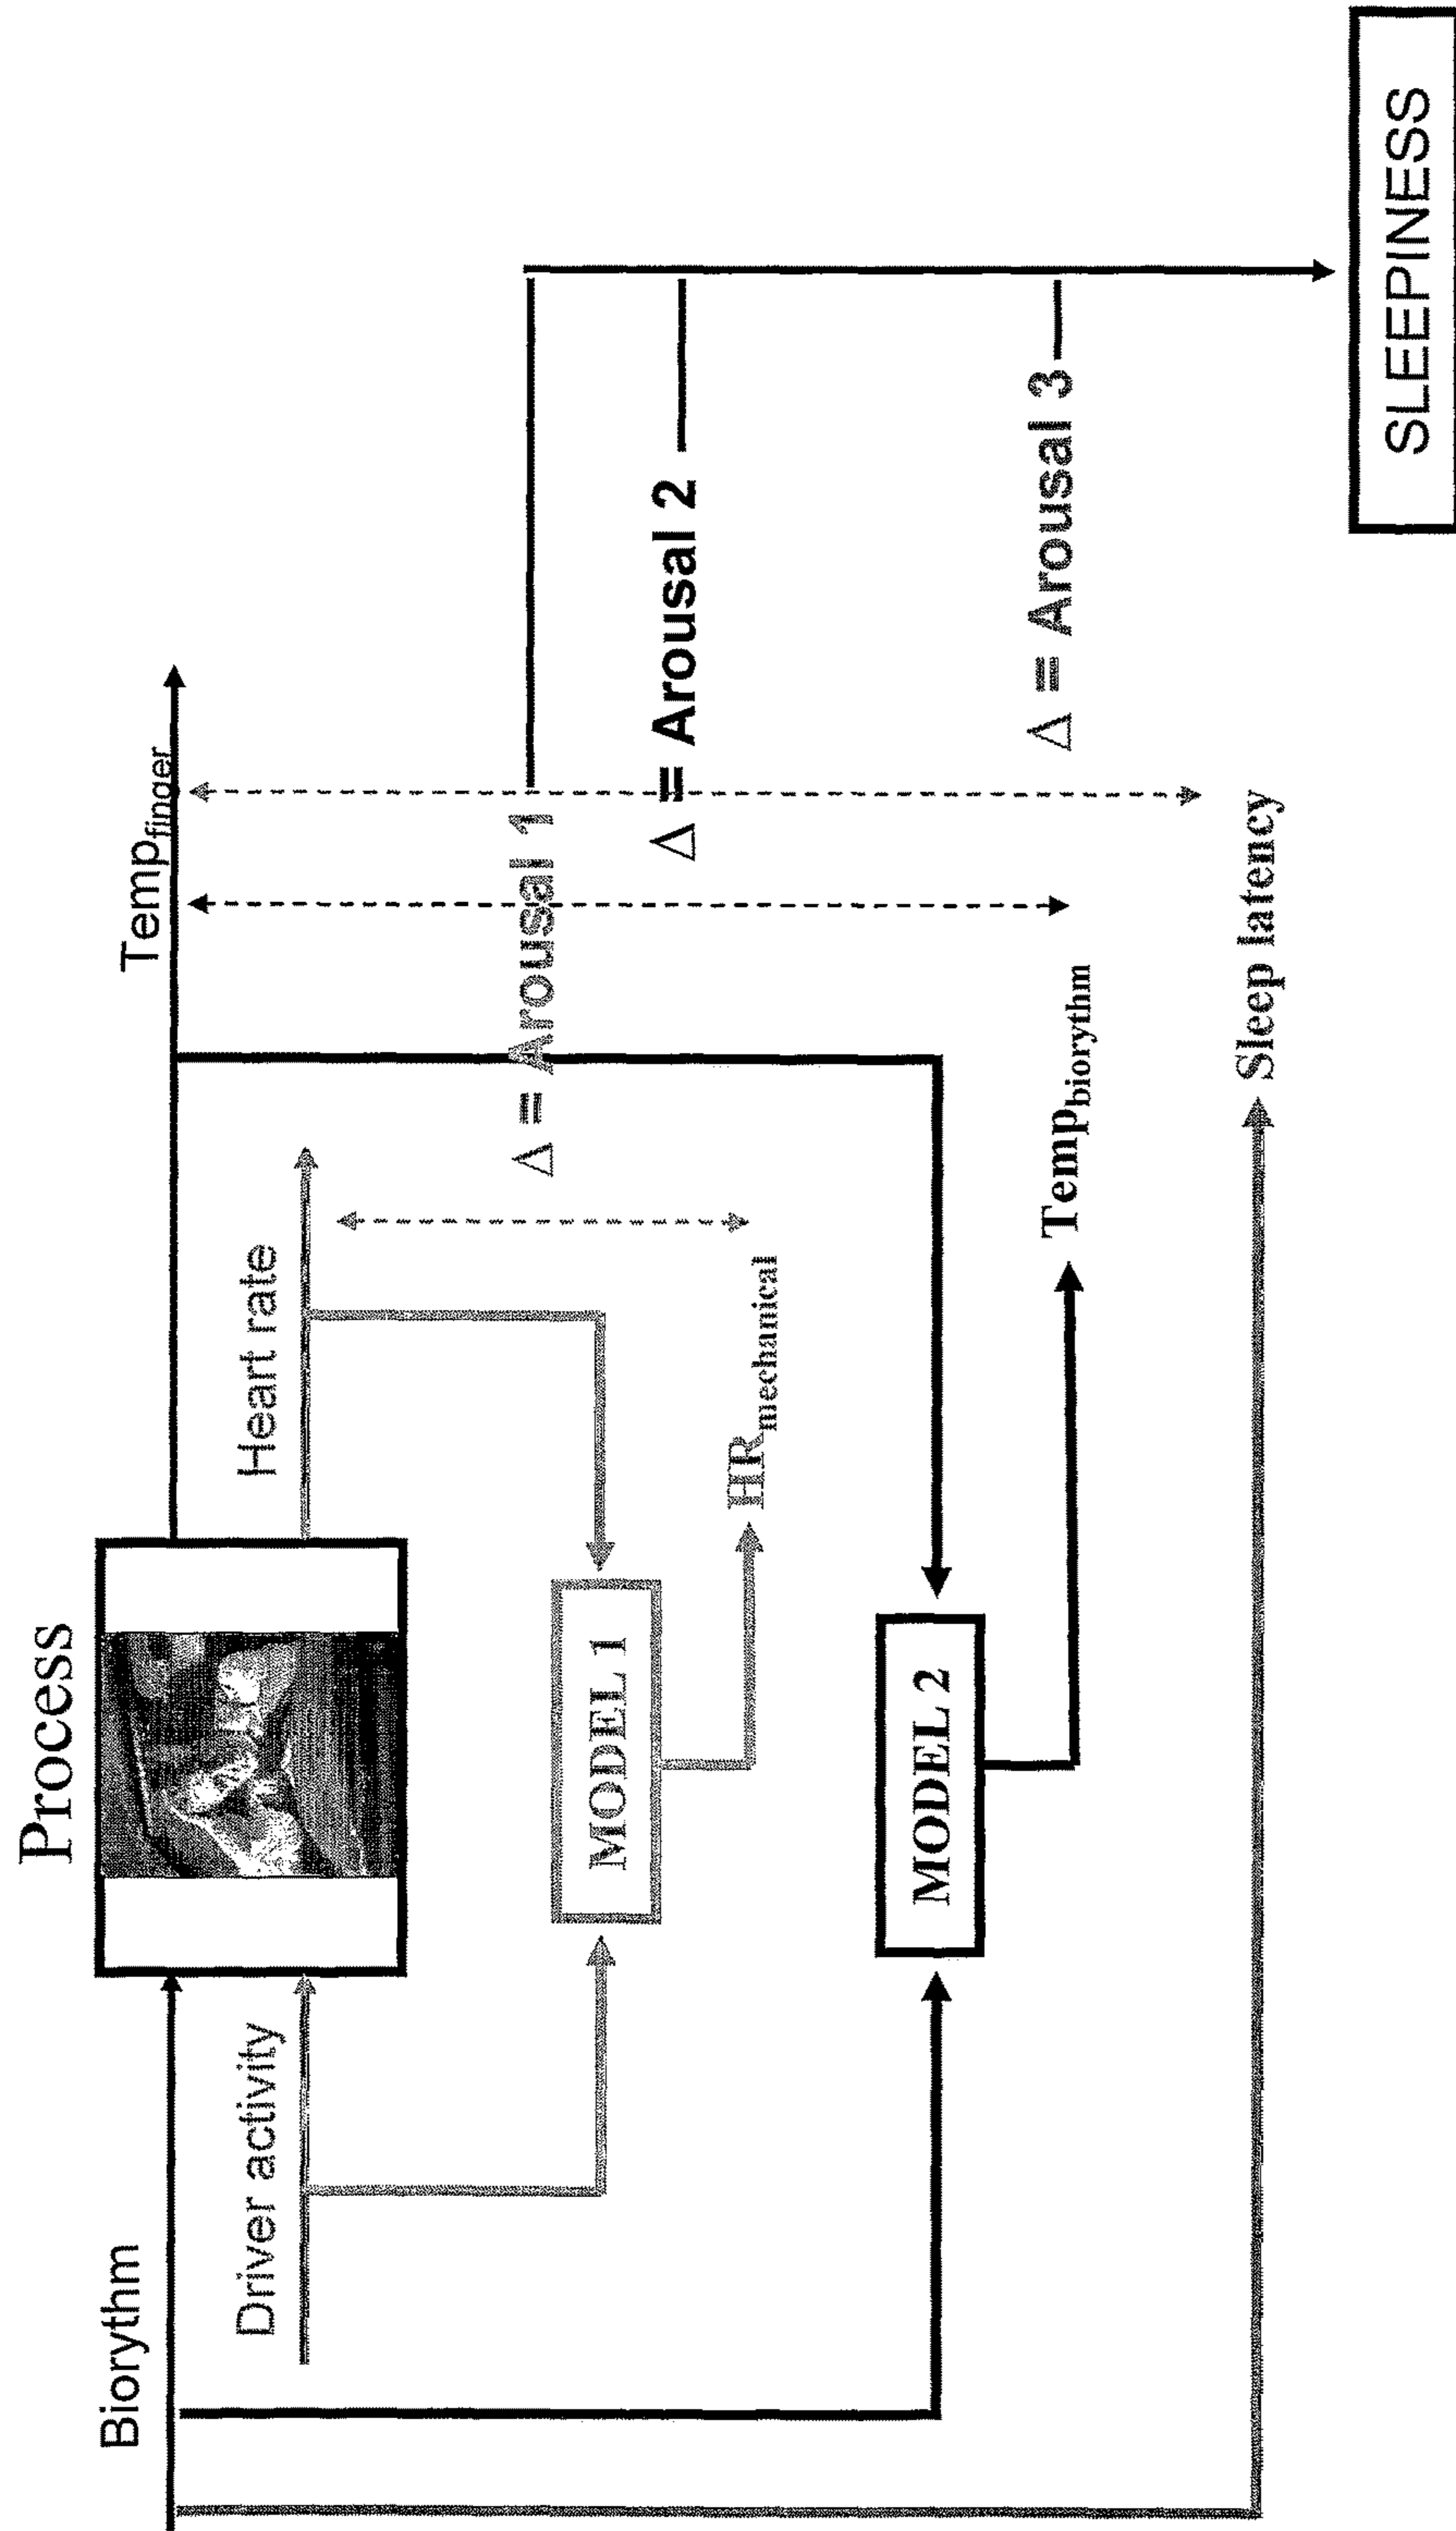 Process
Biorythm
Temp_finger
Driver activity
Heart rate
MODEL 1
HR_mechanical
Δ = Arousal 1
Δ = Arousal 2
MODEL 2
Temp_biorythm
Δ = Arousal 3
Sleep latency
SLEEPINESS